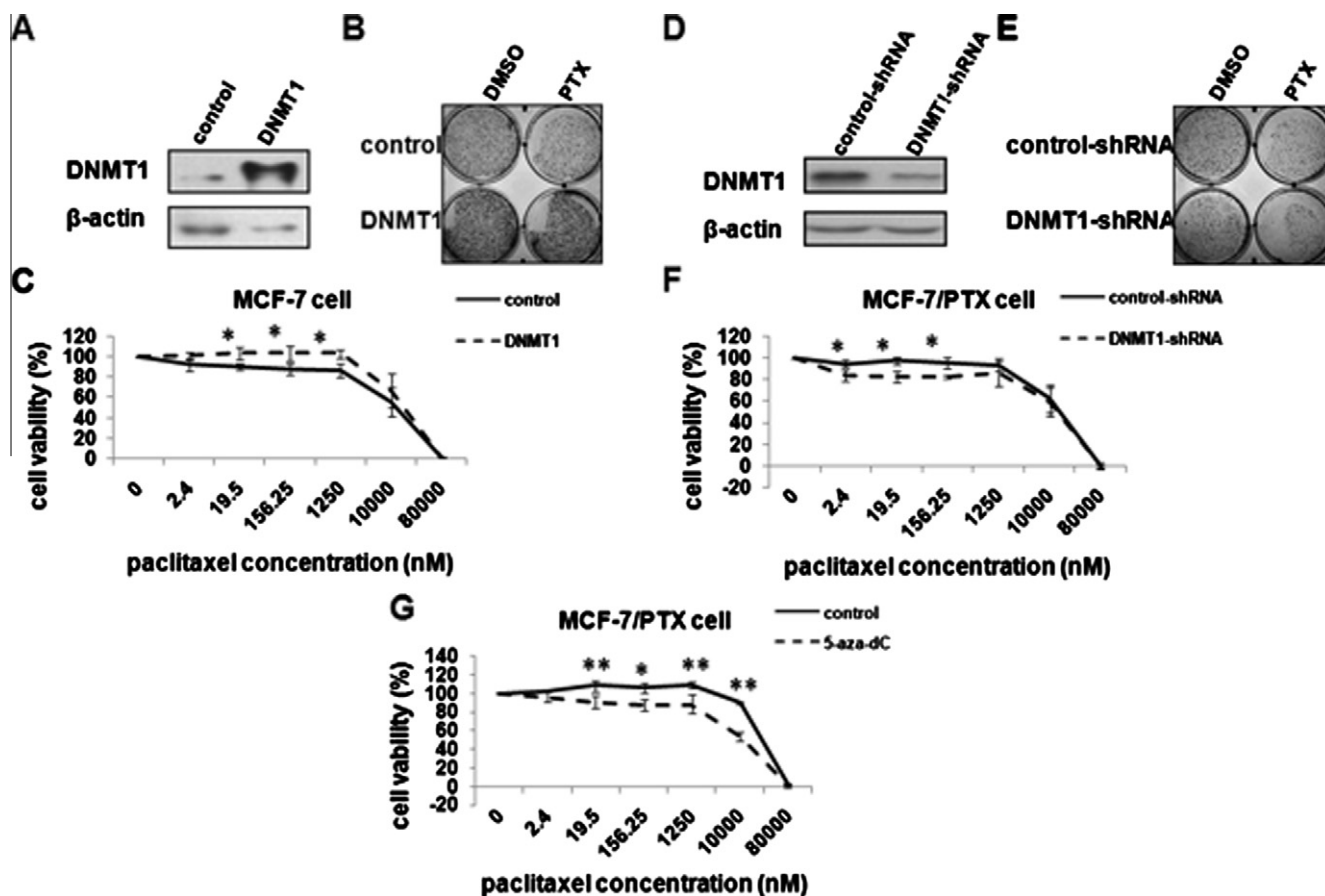 A
control
DNMT1
DNMT1
β-actin
B
DMSO
PTX
control
DNMT1
C
MCF-7 cell
control
DNMT1
* * *
cell vability (%)
120
100
80
60
40
20
0
0
2.4
19.5
156.25
1250
10000
80000
paclitaxel concentration (nM)
D
control-shRNA
DNMT1-shRNA
DNMT1
β-actin
E
DMSO
PTX
control-shRNA
DNMT1-shRNA
F
MCF-7/PTX cell
control-shRNA
DNMT1-shRNA
* * *
cell viability (%)
120
100
80
60
40
20
0
-20
0
2.4
19.5
156.25
1250
10000
80000
paclitaxel concentration (nM)
G
MCF-7/PTX cell
control
5-aza-dC
** * ** **
cell viability (%)
140
120
100
80
60
40
20
0
-20
0
2.4
19.5
156.25
1250
10000
80000
paclitaxel concentration (nM)